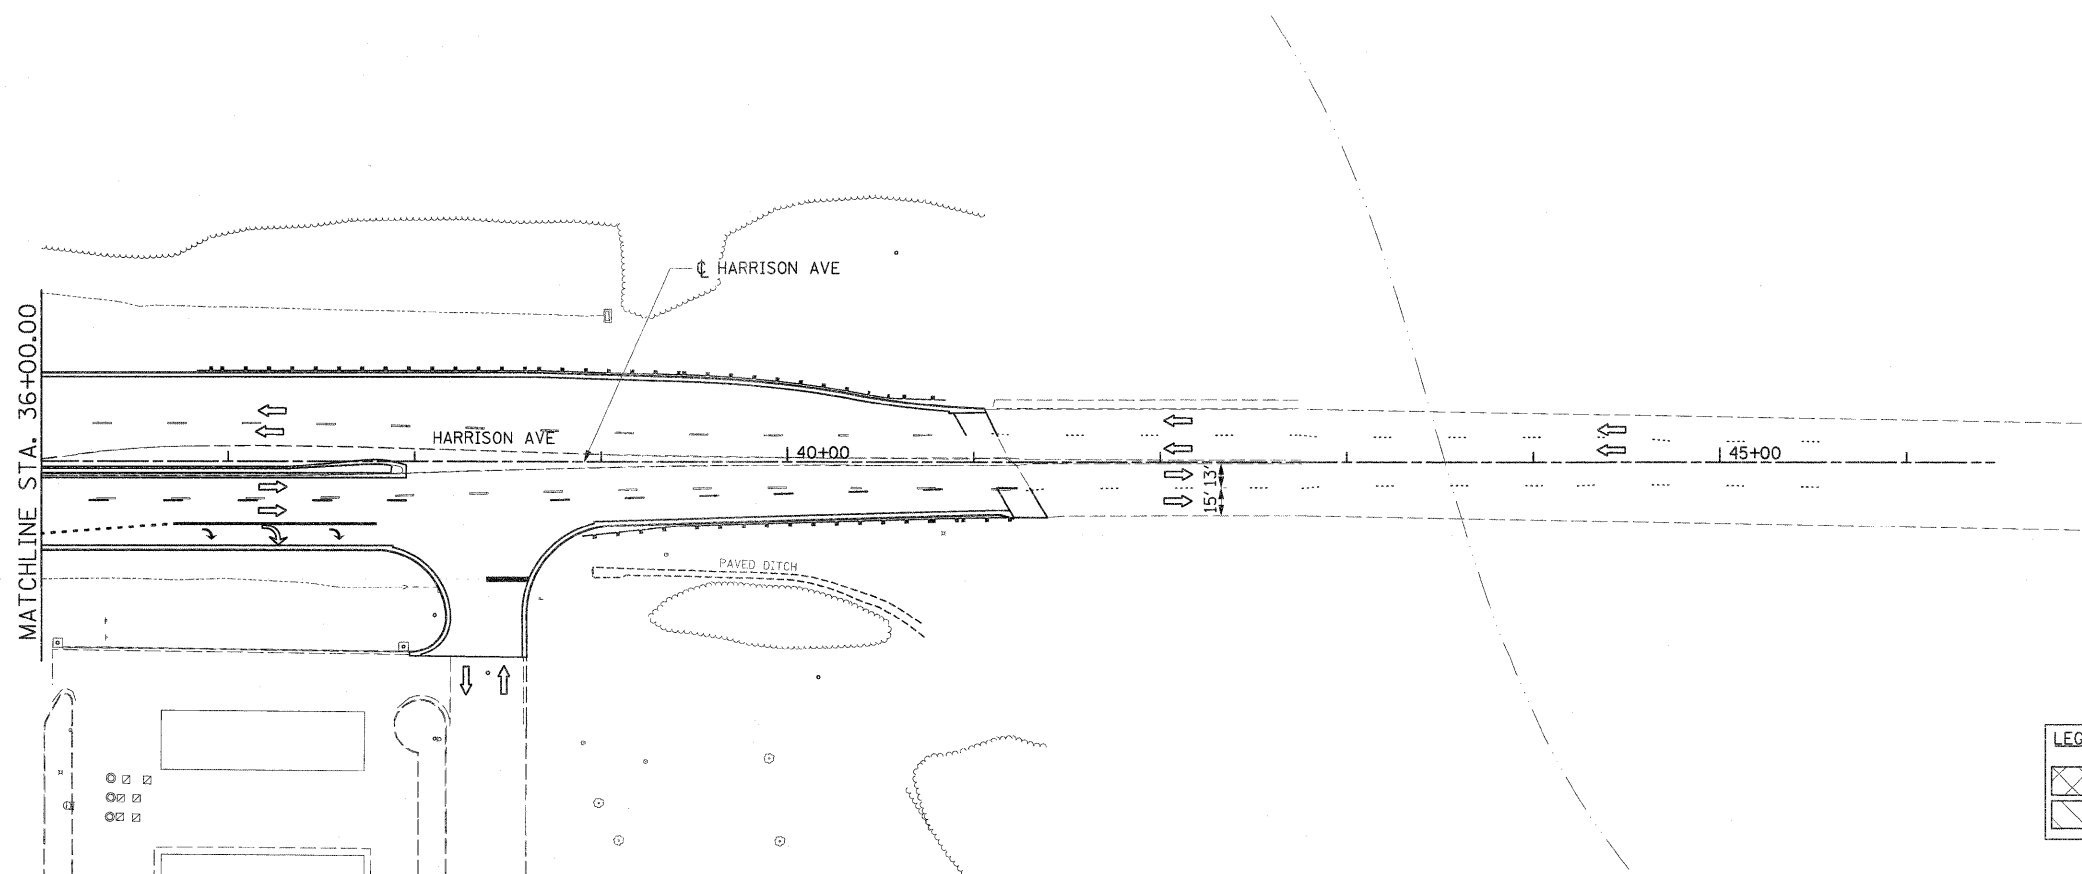 MATCHLINE STA. 36+00.00
℄ HARRISON AVE
HARRISON AVE
40+00
45+00
13'
15'
PAVED DITCH
LEG